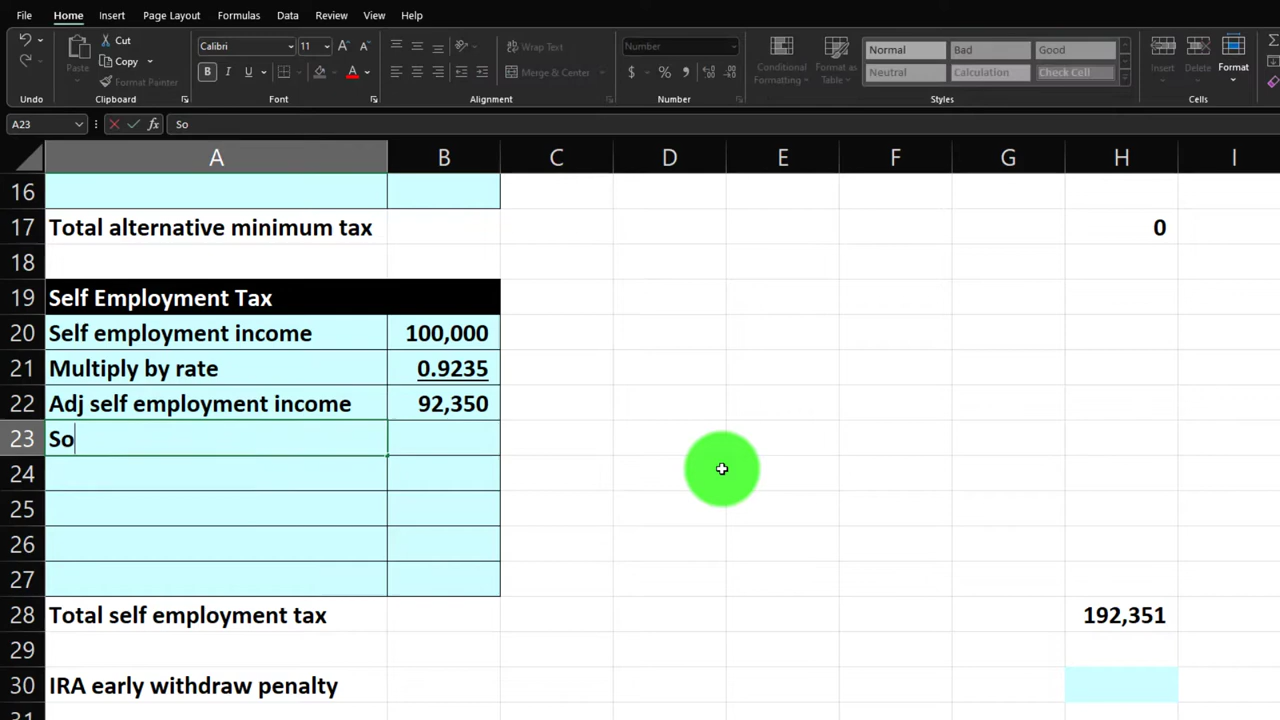 File Home Insert Page Layout Formulas Data Review View Help
Cut
Copy
Format Painter
Paste
Undo Clipboard
Calibri 11 A A
B I U A
Font
ab Wrap Text
Merge & Center
Alignment
Number
$ % ,
Number
Conditional Formatting
Format as Table
Normal Bad Good
Neutral Calculation Check Cell
Styles
Insert Delete Format
Cells
A23 fx So
A B C D E F G H I
16
17 Total alternative minimum tax 0
18
19 Self Employment Tax
20 Self employment income 100,000
21 Multiply by rate 0.9235
22 Adj self employment income 92,350
23 So
24
25
26
27
28 Total self employment tax 192,351
29
30 IRA early withdraw penalty
31